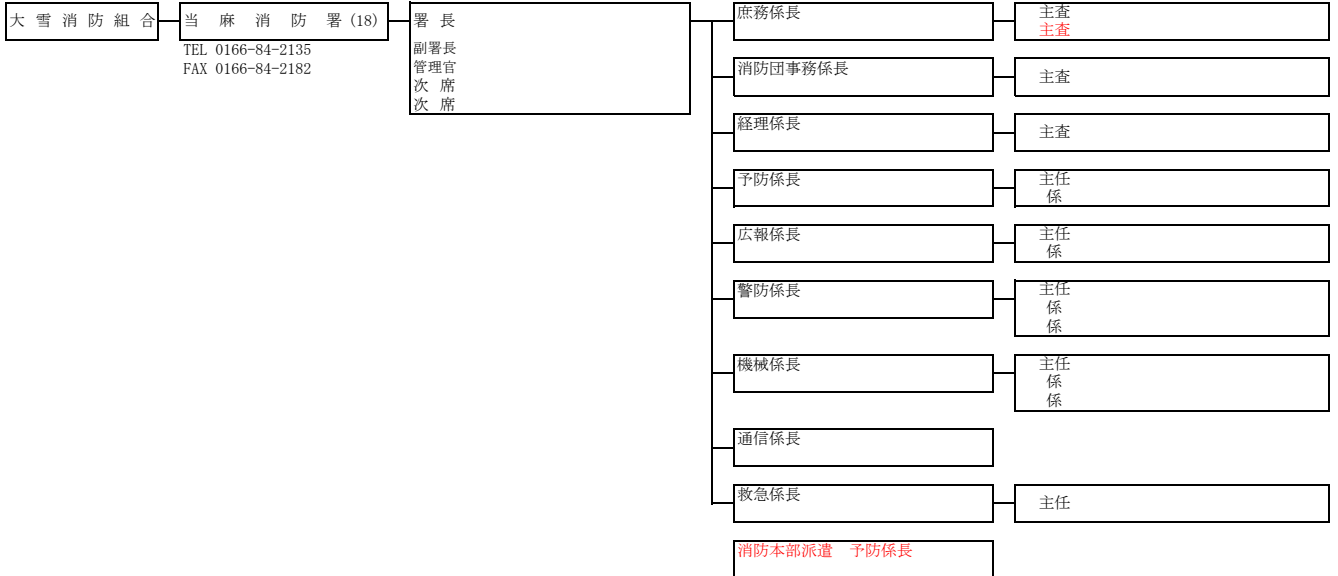 大雪消防組合
当麻消防署(18)
TEL 0166-84-2135
FAX 0166-84-2182
署長
副署長
管理官
次席
次席
庶務係長
主査
主査
消防団事務係長
主査
経理係長
主査
予防係長
主任
係
広報係長
主任
係
警防係長
主任
係
係
機械係長
主任
係
係
通信係長
救急係長
主任
消防本部派遣　予防係長